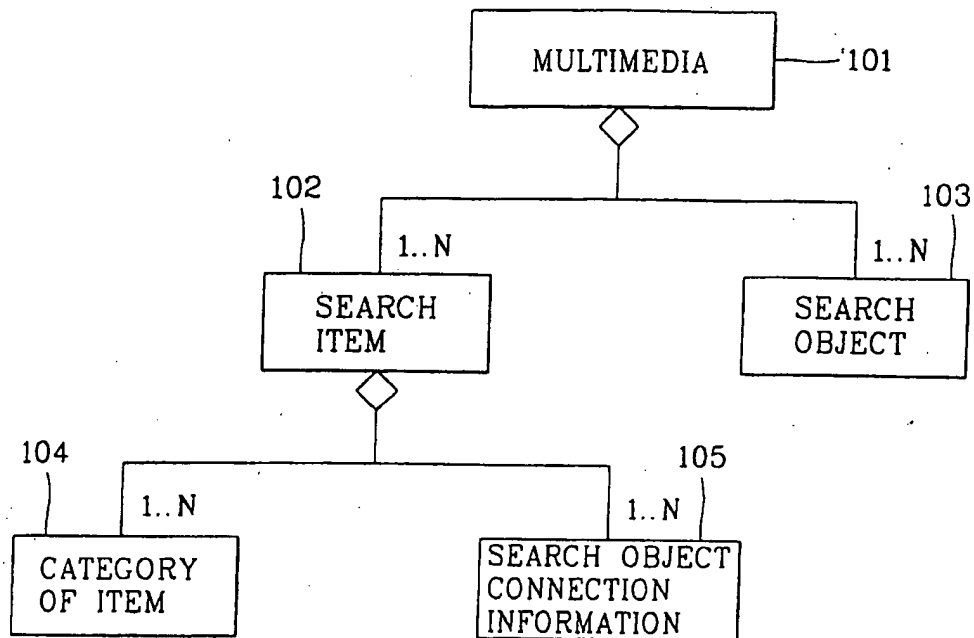 MULTIMEDIA
101
102
103
1..N
1..N
SEARCH
ITEM
SEARCH
OBJECT
104
105
1..N
1..N
CATEGORY
OF ITEM
SEARCH OBJECT
CONNECTION
INFORMATION